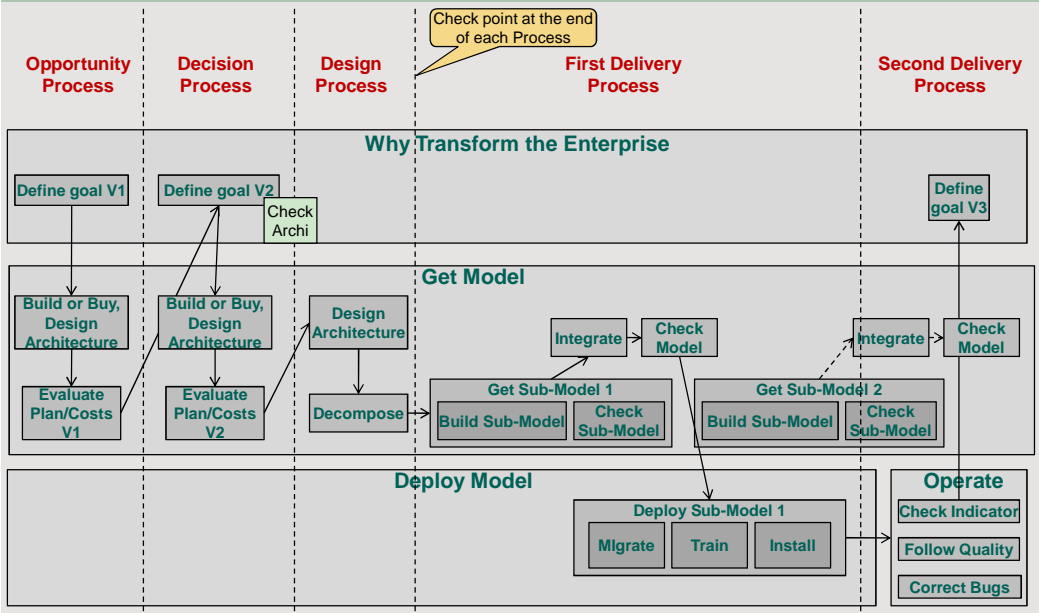 Check point at the end
of each Process
Opportunity
Process
Decision
Process
Design
Process
First Delivery
Process
Second Delivery
Process
Why Transform the Enterprise
Define goal V1
Define goal V2
Check
Archi
Define
goal V3
Get Model
Build or Buy,
Design
Architecture
Build or Buy,
Design
Architecture
Design
Architecture
Integrate
Check
Model
Integrate
Check
Model
Evaluate
Plan/Costs
V1
Evaluate
Plan/Costs
V2
Decompose
Get Sub-Model 1
Build Sub-Model
Check
Sub-Model
Get Sub-Model 2
Build Sub-Model
Check
Sub-Model
Deploy Model
Deploy Sub-Model 1
MIgrate
Train
Install
Operate
Check Indicator
Follow Quality
Correct Bugs